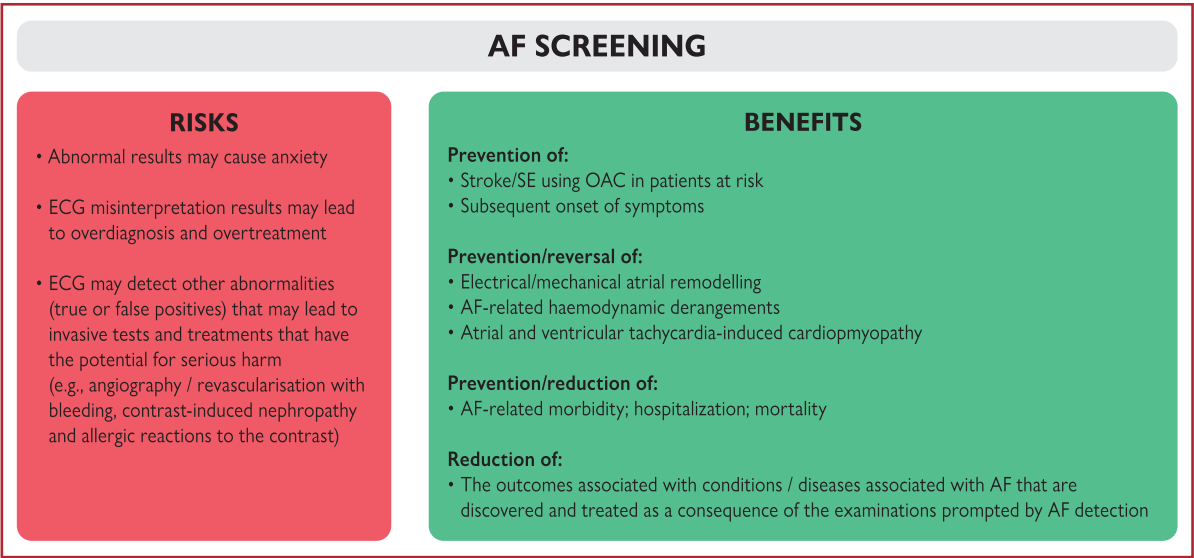 AF SCREENING
RISKS
• Abnormal results may cause anxiety
• ECG misinterpretation results may lead
to overdiagnosis and overtreatment
• ECG may detect other abnormalities
(true or false positives) that may lead to
invasive tests and treatments that have
the potential for serious harm
(e.g., angiography / revascularisation with
bleeding, contrast-induced nephropathy
and allergic reactions to the contrast)
BENEFITS
Prevention of:
• Stroke/SE using OAC in patients at risk
• Subsequent onset of symptoms
Prevention/reversal of:
• Electrical/mechanical atrial remodelling
• AF-related haemodynamic derangements
• Atrial and ventricular tachycardia-induced cardiopmyopathy
Prevention/reduction of:
• AF-related morbidity; hospitalization; mortality
Reduction of:
• The outcomes associated with conditions / diseases associated with AF that are
discovered and treated as a consequence of the examinations prompted by AF detection